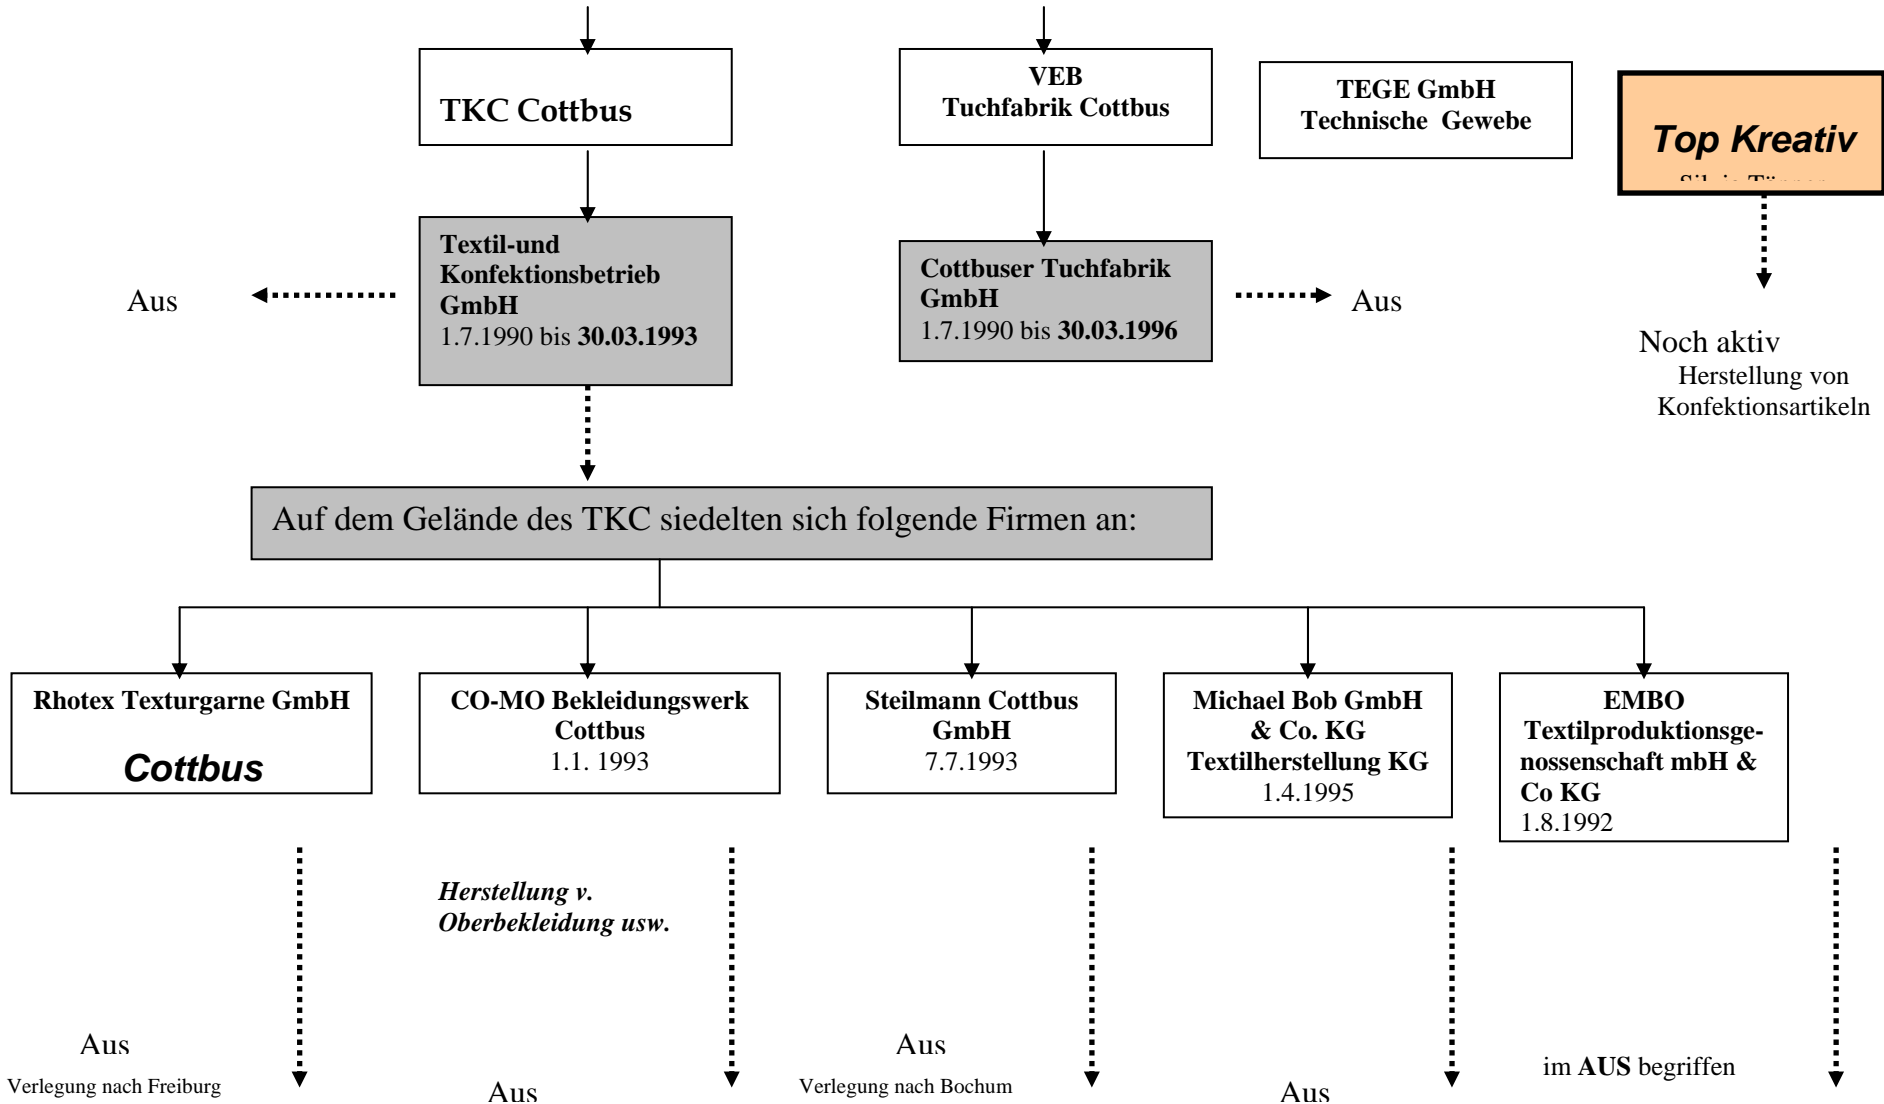 TKC Cottbus
VEB
Tuchfabrik Cottbus
TEGE GmbH
Technische Gewebe
Top Kreativ
Textil-und
Konfektionsbetrieb
GmbH
1.7.1990 bis 30.03.1993
Aus
Cottbuser Tuchfabrik
GmbH
1.7.1990 bis 30.03.1996
Aus
Noch aktiv
Herstellung von
Konfektionsartikeln
Auf dem Gelände des TKC siedelten sich folgende Firmen an:
Rhotex Texturgarne GmbH
Cottbus
CO-MO Bekleidungswerk
Cottbus
1.1. 1993
Steilmann Cottbus
GmbH
7.7.1993
Michael Bob GmbH
& Co. KG
Textilherstellung KG
1.4.1995
EMBO
Textilproduktionsge-
nossenschaft mbH &
Co KG
1.8.1992
Herstellung v.
Oberbekleidung usw.
Aus
Verlegung nach Freiburg
Aus
Aus
Verlegung nach Bochum
Aus
im AUS begriffen